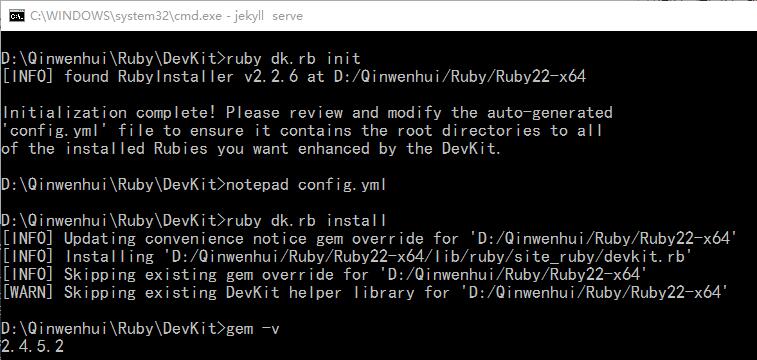 C:\WINDOWS\system32\cmd.exe - jekyll  serve
D:\Qinwenhui\Ruby\DevKit>ruby dk.rb init
[INFO] found RubyInstaller v2.2.6 at D:/Qinwenhui/Ruby/Ruby22-x64
Initialization complete! Please review and modify the auto-generated
'config.yml' file to ensure it contains the root directories to all
of the installed Rubies you want enhanced by the DevKit.
D:\Qinwenhui\Ruby\DevKit>notepad config.yml
D:\Qinwenhui\Ruby\DevKit>ruby dk.rb install
[INFO] Updating convenience notice gem override for 'D:/Qinwenhui/Ruby/Ruby22-x64'
[INFO] Installing 'D:/Qinwenhui/Ruby/Ruby22-x64/lib/ruby/site_ruby/devkit.rb'
[INFO] Skipping existing gem override for 'D:/Qinwenhui/Ruby/Ruby22-x64'
[WARN] Skipping existing DevKit helper library for 'D:/Qinwenhui/Ruby/Ruby22-x64'
D:\Qinwenhui\Ruby\DevKit>gem -v
2.4.5.2